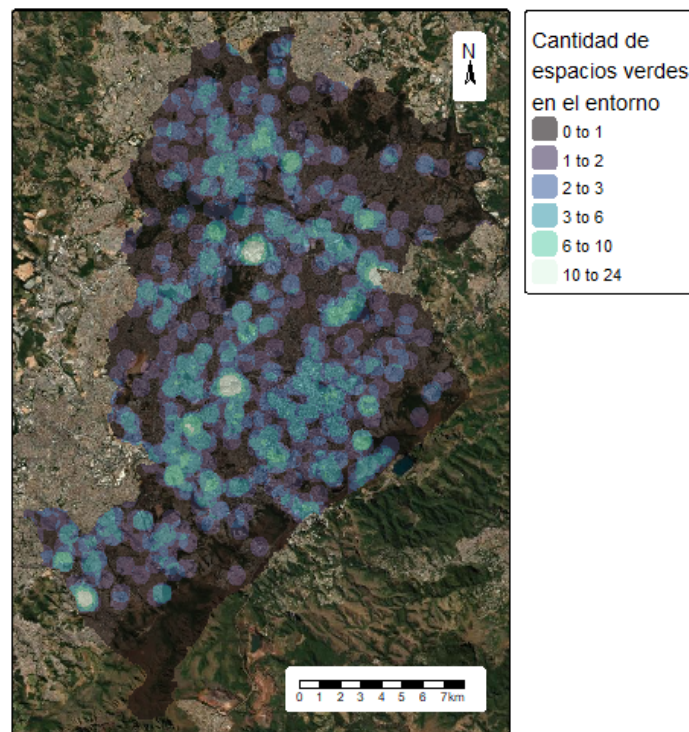 N
Cantidad de
espacios verdes
en el entorno
0 to 1
1 to 2
2 to 3
3 to 6
6 to 10
10 to 24
0 1 2 3 4 5 6 7km